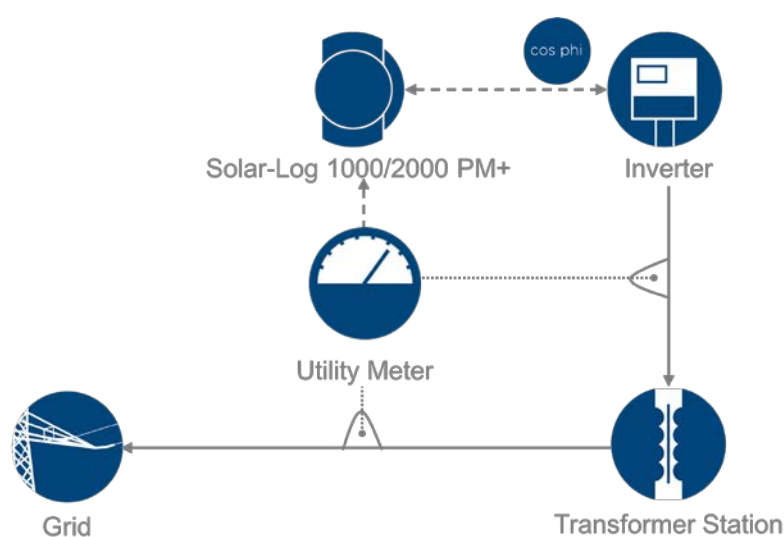 cos phi
Solar-Log 1000/2000 PM+
Inverter
Utility Meter
Grid
Transformer Station